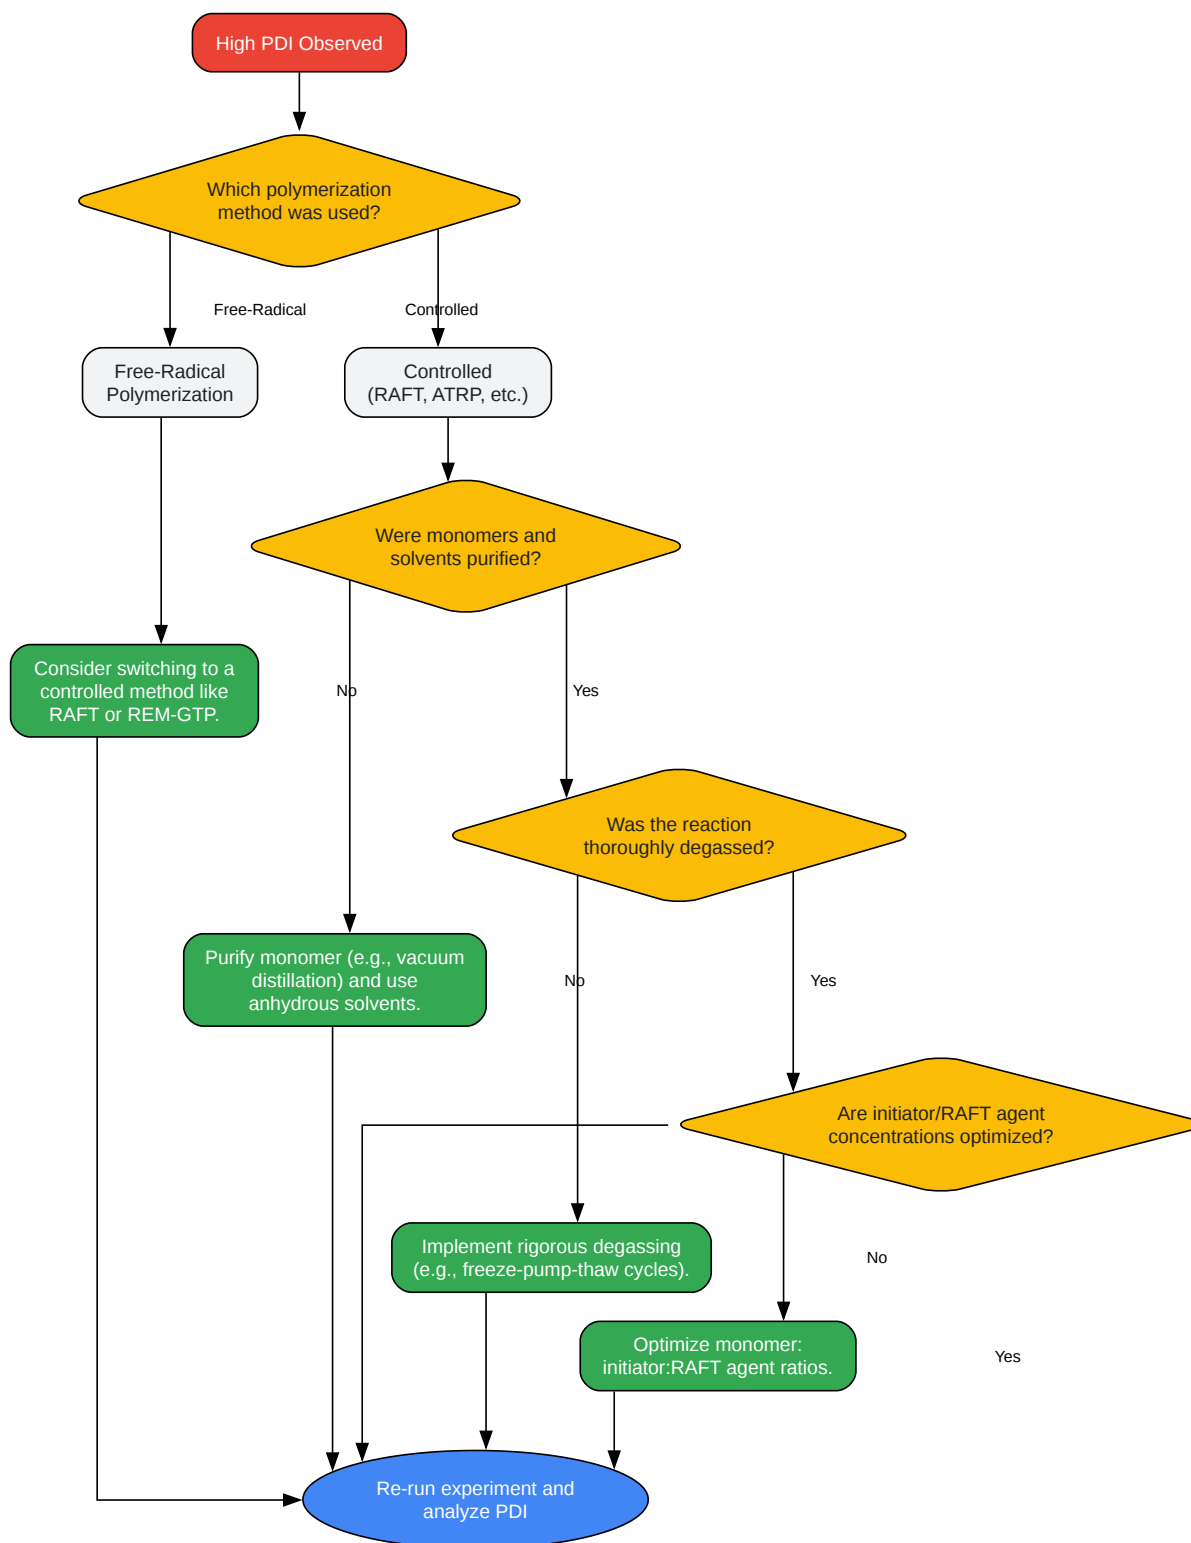 High PDI Observed
Which polymerization
method was used?
Free-Radical
Controlled
Free-Radical
Polymerization
Controlled
(RAFT, ATRP, etc.)
Were monomers and
solvents purified?
Consider switching to a
controlled method like
RAFT or REM-GTP.
No
Yes
Was the reaction
thoroughly degassed?
Purify monomer (e.g., vacuum
distillation) and use
anhydrous solvents.
No
Yes
Are initiator/RAFT agent
concentrations optimized?
Implement rigorous degassing
(e.g., freeze-pump-thaw cycles).
No
Optimize monomer:
initiator:RAFT agent ratios.
Yes
Re-run experiment and
analyze PDI